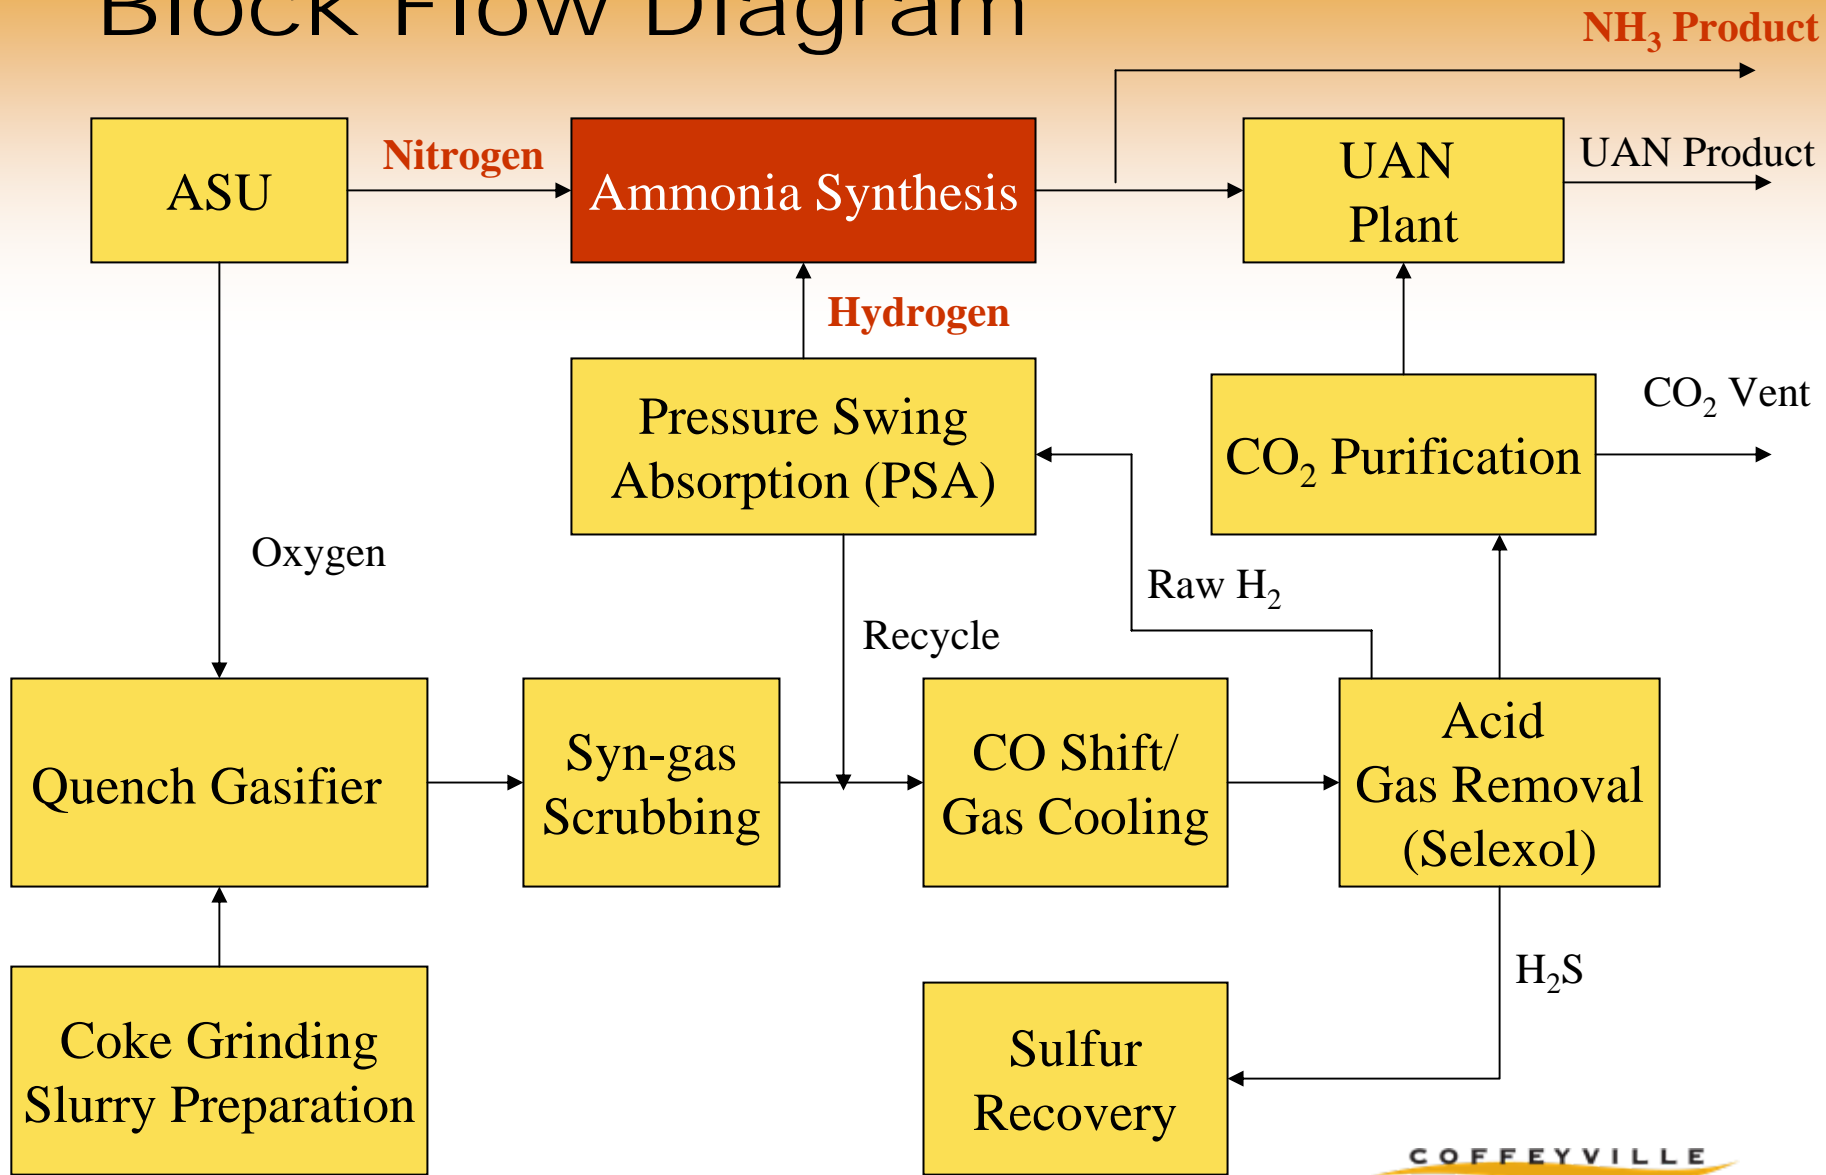 Block Flow Diagram
NH₃ Product
ASU
Nitrogen
Ammonia Synthesis
UAN
Plant
UAN Product
Hydrogen
Pressure Swing
Absorption (PSA)
CO₂ Purification
CO₂ Vent
Oxygen
Raw H₂
Recycle
Quench Gasifier
Syn-gas
Scrubbing
CO Shift/
Gas Cooling
Acid
Gas Removal
(Selexol)
H₂S
Coke Grinding
Slurry Preparation
Sulfur
Recovery
COFFEYVILLE